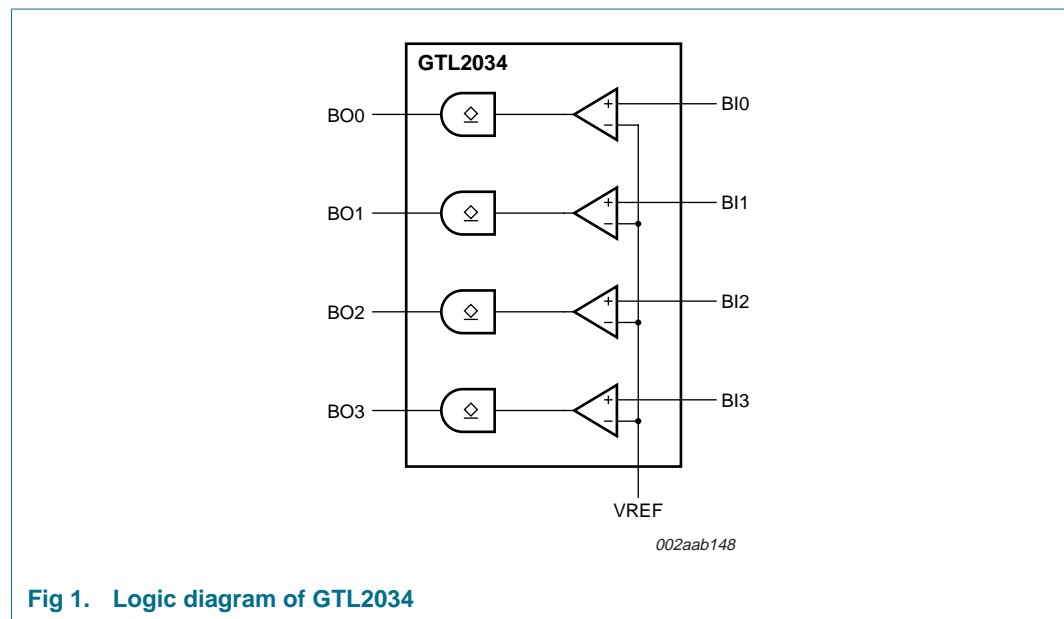 GTL2034
BO0 + − BI0
BO1 + − BI1
BO2 + − BI2
BO3 + − BI3
VREF
002aab148
Fig 1. Logic diagram of GTL2034